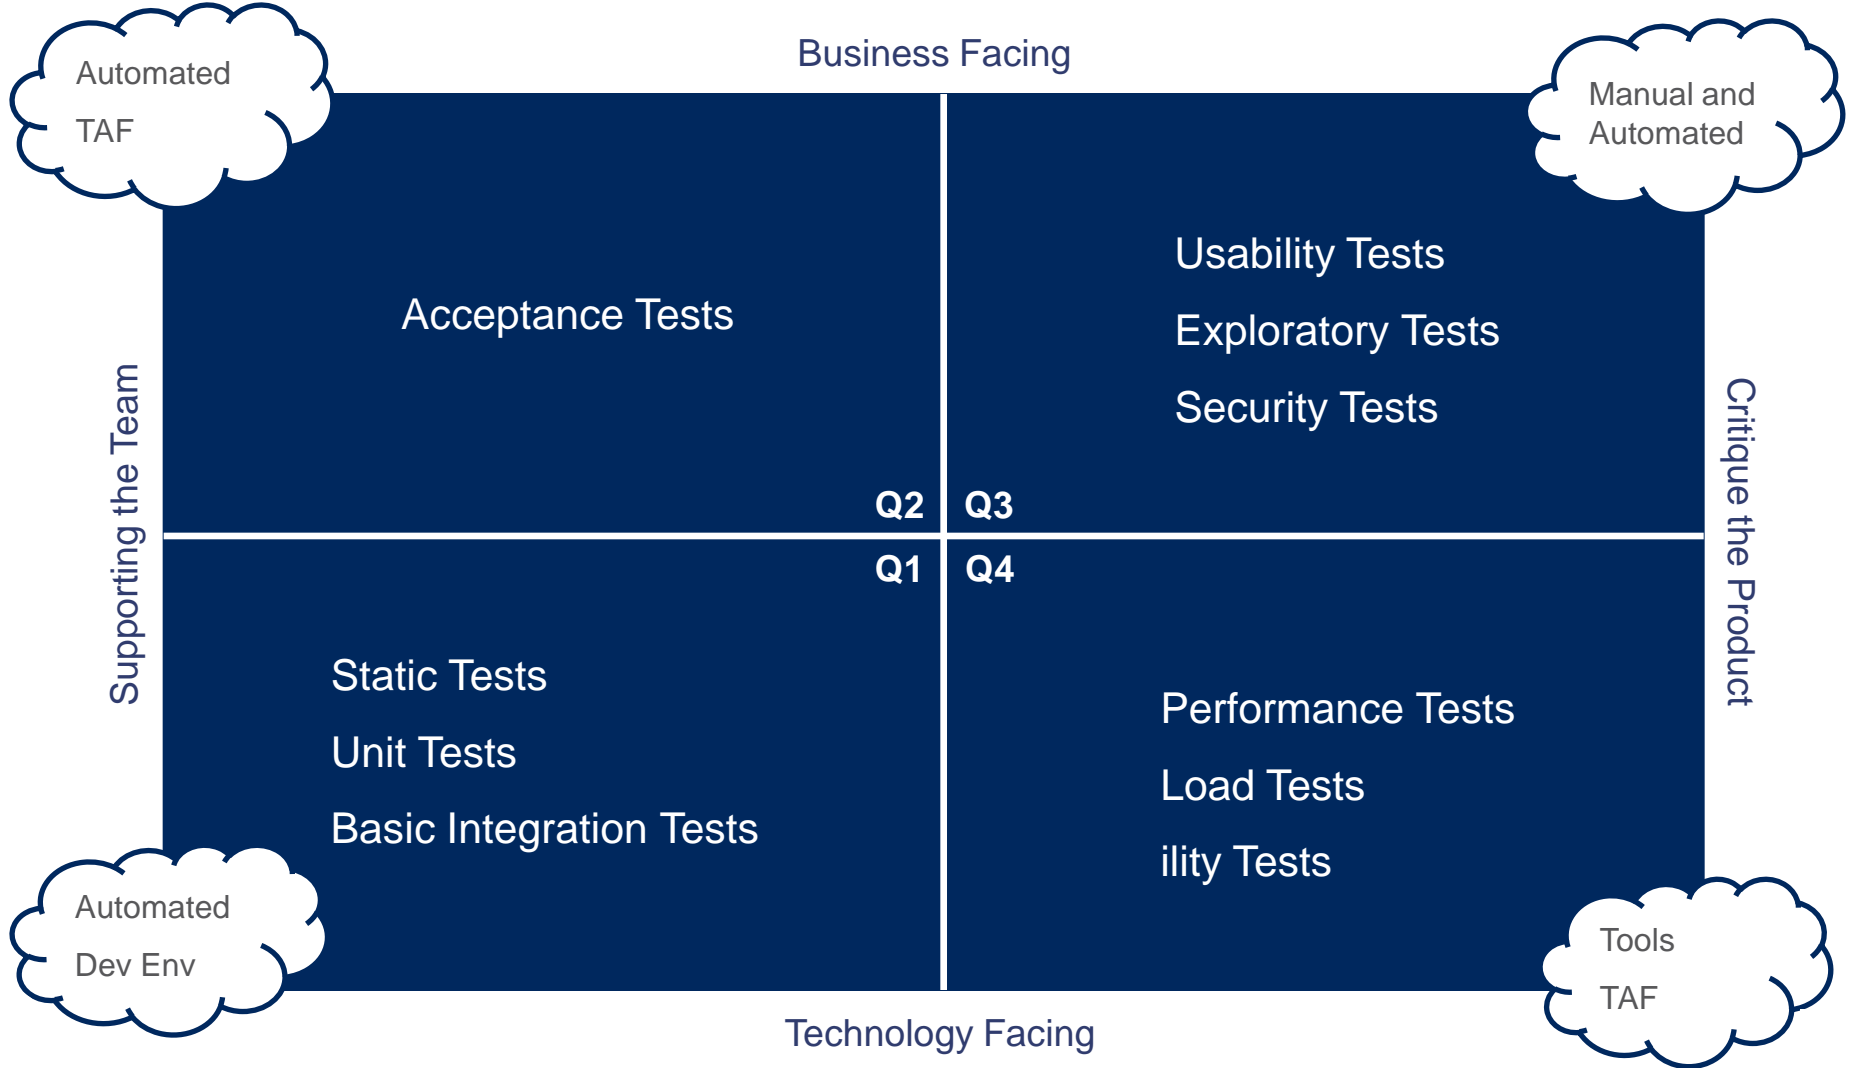 Automated
TAF
Business Facing
Manual and
Automated
Acceptance Tests
Usability Tests
Exploratory Tests
Security Tests
Supporting the Team
Critique the Product
Q2
Q3
Q1
Q4
Static Tests
Unit Tests
Basic Integration Tests
Performance Tests
Load Tests
ility Tests
Automated
Dev Env
Tools
TAF
Technology Facing